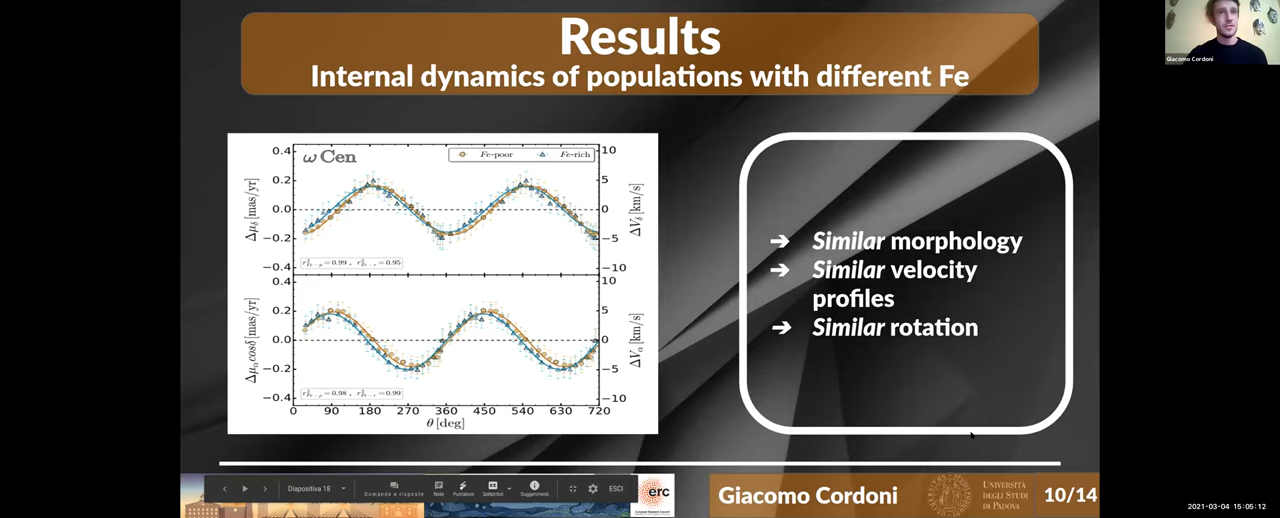 Results
Internal dynamics of populations with different Fe
Giacomo Cordoni
ω Cen
Fe-poor
Fe-rich
0.4
0.2
0.0
−0.2
−0.4
Δμδ [mas/yr]
10
5
0
−5
−10
ΔVδ [km/s]
0.4
0.2
0.0
−0.2
−0.4
Δμα cosδ [mas/yr]
10
5
0
−5
−10
ΔVα [km/s]
0 90 180 270 360 450 540 630 720
θ [deg]
➔ Similar morphology
➔ Similar velocity
profiles
➔ Similar rotation
Diapositiva 18
Domande e risposte
Note
Puntatore
Sottotitoli
Suggerimenti
ESCI
erc
Giacomo Cordoni
UNIVERSITÀ
DEGLI STUDI
DI PADOVA
10/14
2021-03-04 15:05:12